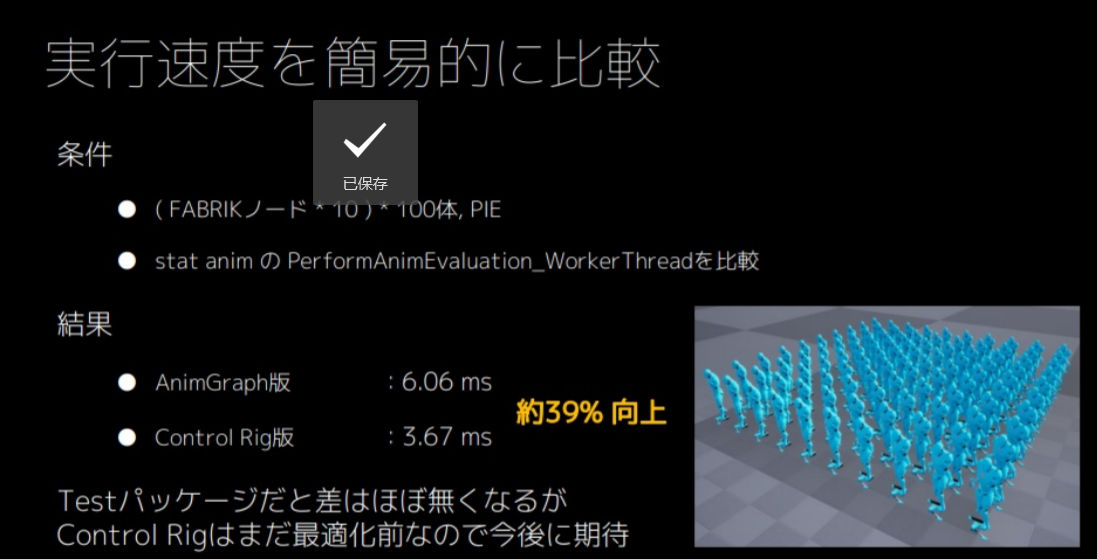 実行速度を簡易的に比較
条件
已保存
● ( FABRIKノード * 10 ) * 100体, PIE
● stat anim の PerformAnimEvaluation_WorkerThreadを比較
結果
● AnimGraph版 : 6.06 ms
● Control Rig版 : 3.67 ms
約39% 向上
Testパッケージだと差はほぼ無くなるが
Control Rigはまだ最適化前なので今後に期待